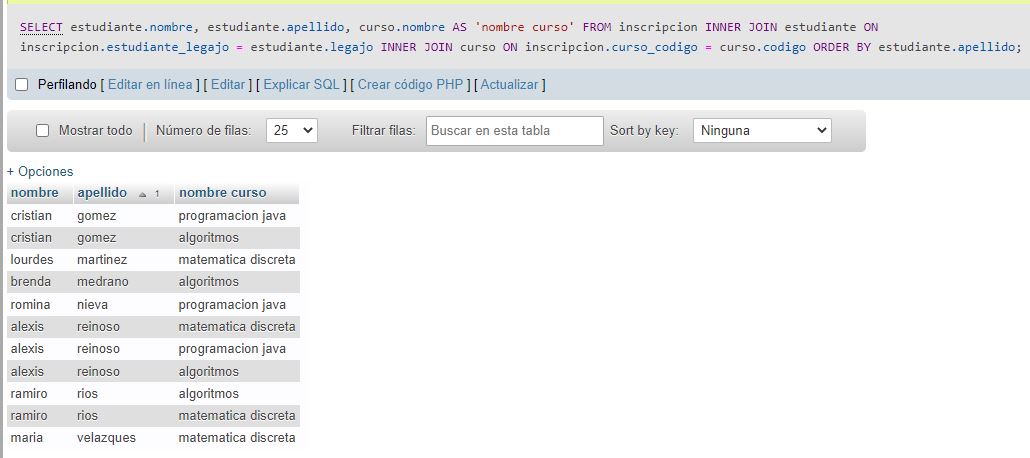 SELECT estudiante.nombre, estudiante.apellido, curso.nombre AS 'nombre curso' FROM inscripcion INNER JOIN estudiante ON
inscripcion.estudiante_legajo = estudiante.legajo INNER JOIN curso ON inscripcion.curso_codigo = curso.codigo ORDER BY estudiante.apellido;
Perfilando [ Editar en línea ] [ Editar ] [ Explicar SQL ] [ Crear código PHP ] [ Actualizar ]
Mostrar todo | Número de filas: 25 Filtrar filas: Buscar en esta tabla Sort by key: Ninguna
+ Opciones
nombre apellido 1 nombre curso
cristian gomez programacion java
cristian gomez algoritmos
lourdes martinez matematica discreta
brenda medrano algoritmos
romina nieva programacion java
alexis reinoso matematica discreta
alexis reinoso programacion java
alexis reinoso algoritmos
ramiro rios algoritmos
ramiro rios matematica discreta
maria velazques matematica discreta